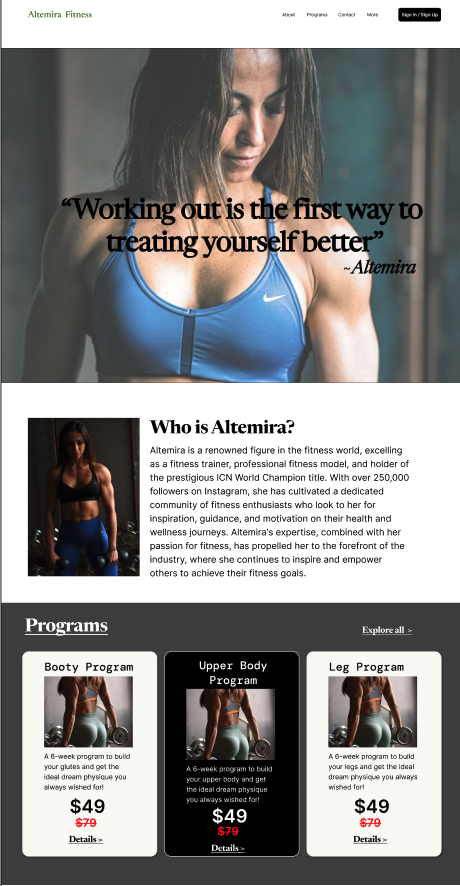 Altemira Fitness
About Programs Contact More Sign In / Sign Up
“Working out is the first way to
treating yourself better”
~Altemira
Who is Altemira?
Altemira is a renowned figure in the fitness world, excelling
as a fitness trainer, professional fitness model, and holder of
the prestigious ICN World Champion title. With over 250,000
followers on Instagram, she has cultivated a dedicated
community of fitness enthusiasts who look to her for
inspiration, guidance, and motivation on their health and
wellness journeys. Altemira's expertise, combined with her
passion for fitness, has propelled her to the forefront of the
industry, where she continues to inspire and empower
others to achieve their fitness goals.
Programs
Explore all >
Booty Program
A 6-week program to build
your glutes and get the
ideal dream physique you
always wished for!
$49
$79
Details >
Upper Body
Program
A 6-week program to build
your upper body and get
the ideal dream physique
you always wished for!
$49
$79
Details >
Leg Program
A 6-week program to build
your legs and get the ideal
dream physique you always
wished for!
$49
$79
Details >